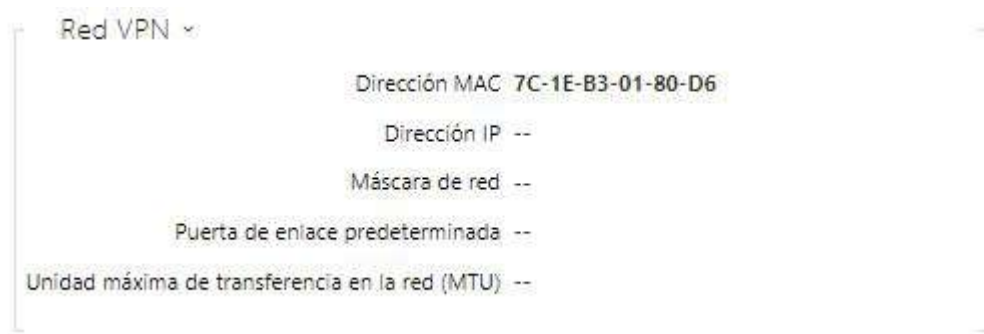 Red VPN
Dirección MAC 7C-1E-B3-01-80-D6
Dirección IP --
Máscara de red --
Puerta de enlace predeterminada --
Unidad máxima de transferencia en la red (MTU) --